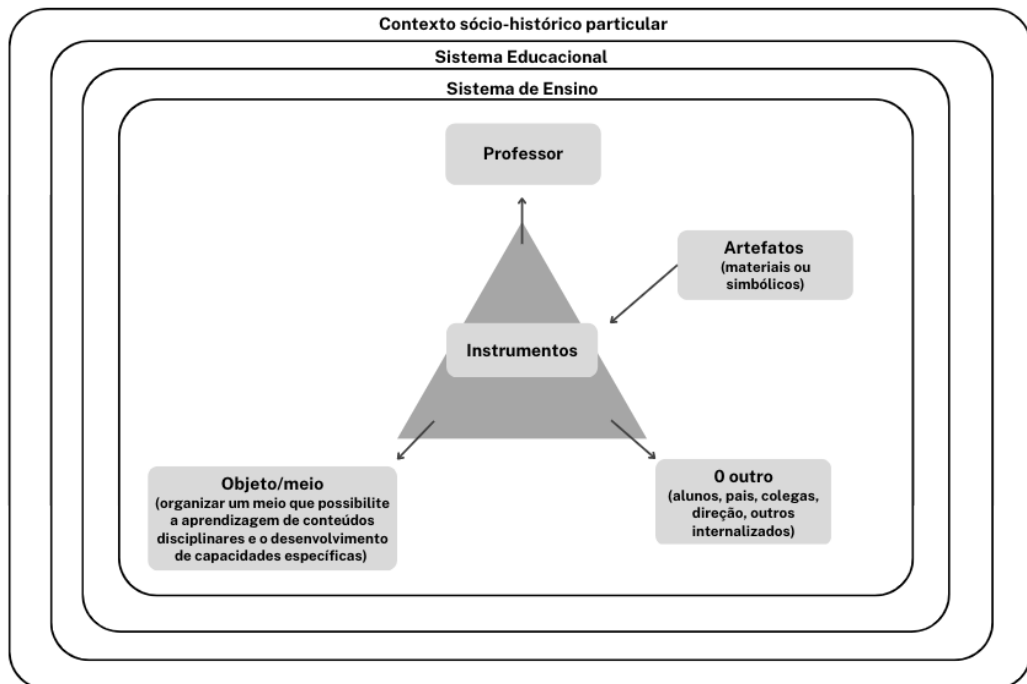 Contexto sócio-histórico particular
Sistema Educacional
Sistema de Ensino
Professor
Artefatos
(materiais ou
simbólicos)
Instrumentos
Objeto/meio
(organizar um meio que possibilite
a aprendizagem de conteúdos
disciplinares e o desenvolvimento
de capacidades específicas)
O outro
(alunos, pais, colegas,
direção, outros
internalizados)